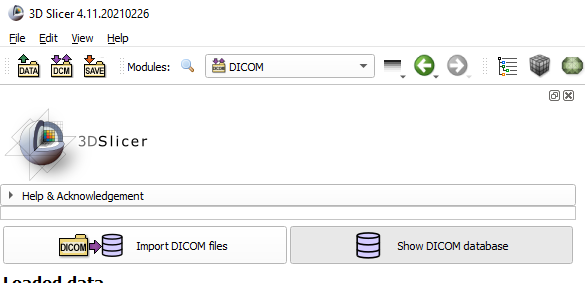 3D Slicer 4.11.20210226
File Edit View Help
DATA DCM SAVE Modules: DCM DICOM
3DSlicer
Help & Acknowledgement
DICOM Import DICOM files Show DICOM database
Loaded data